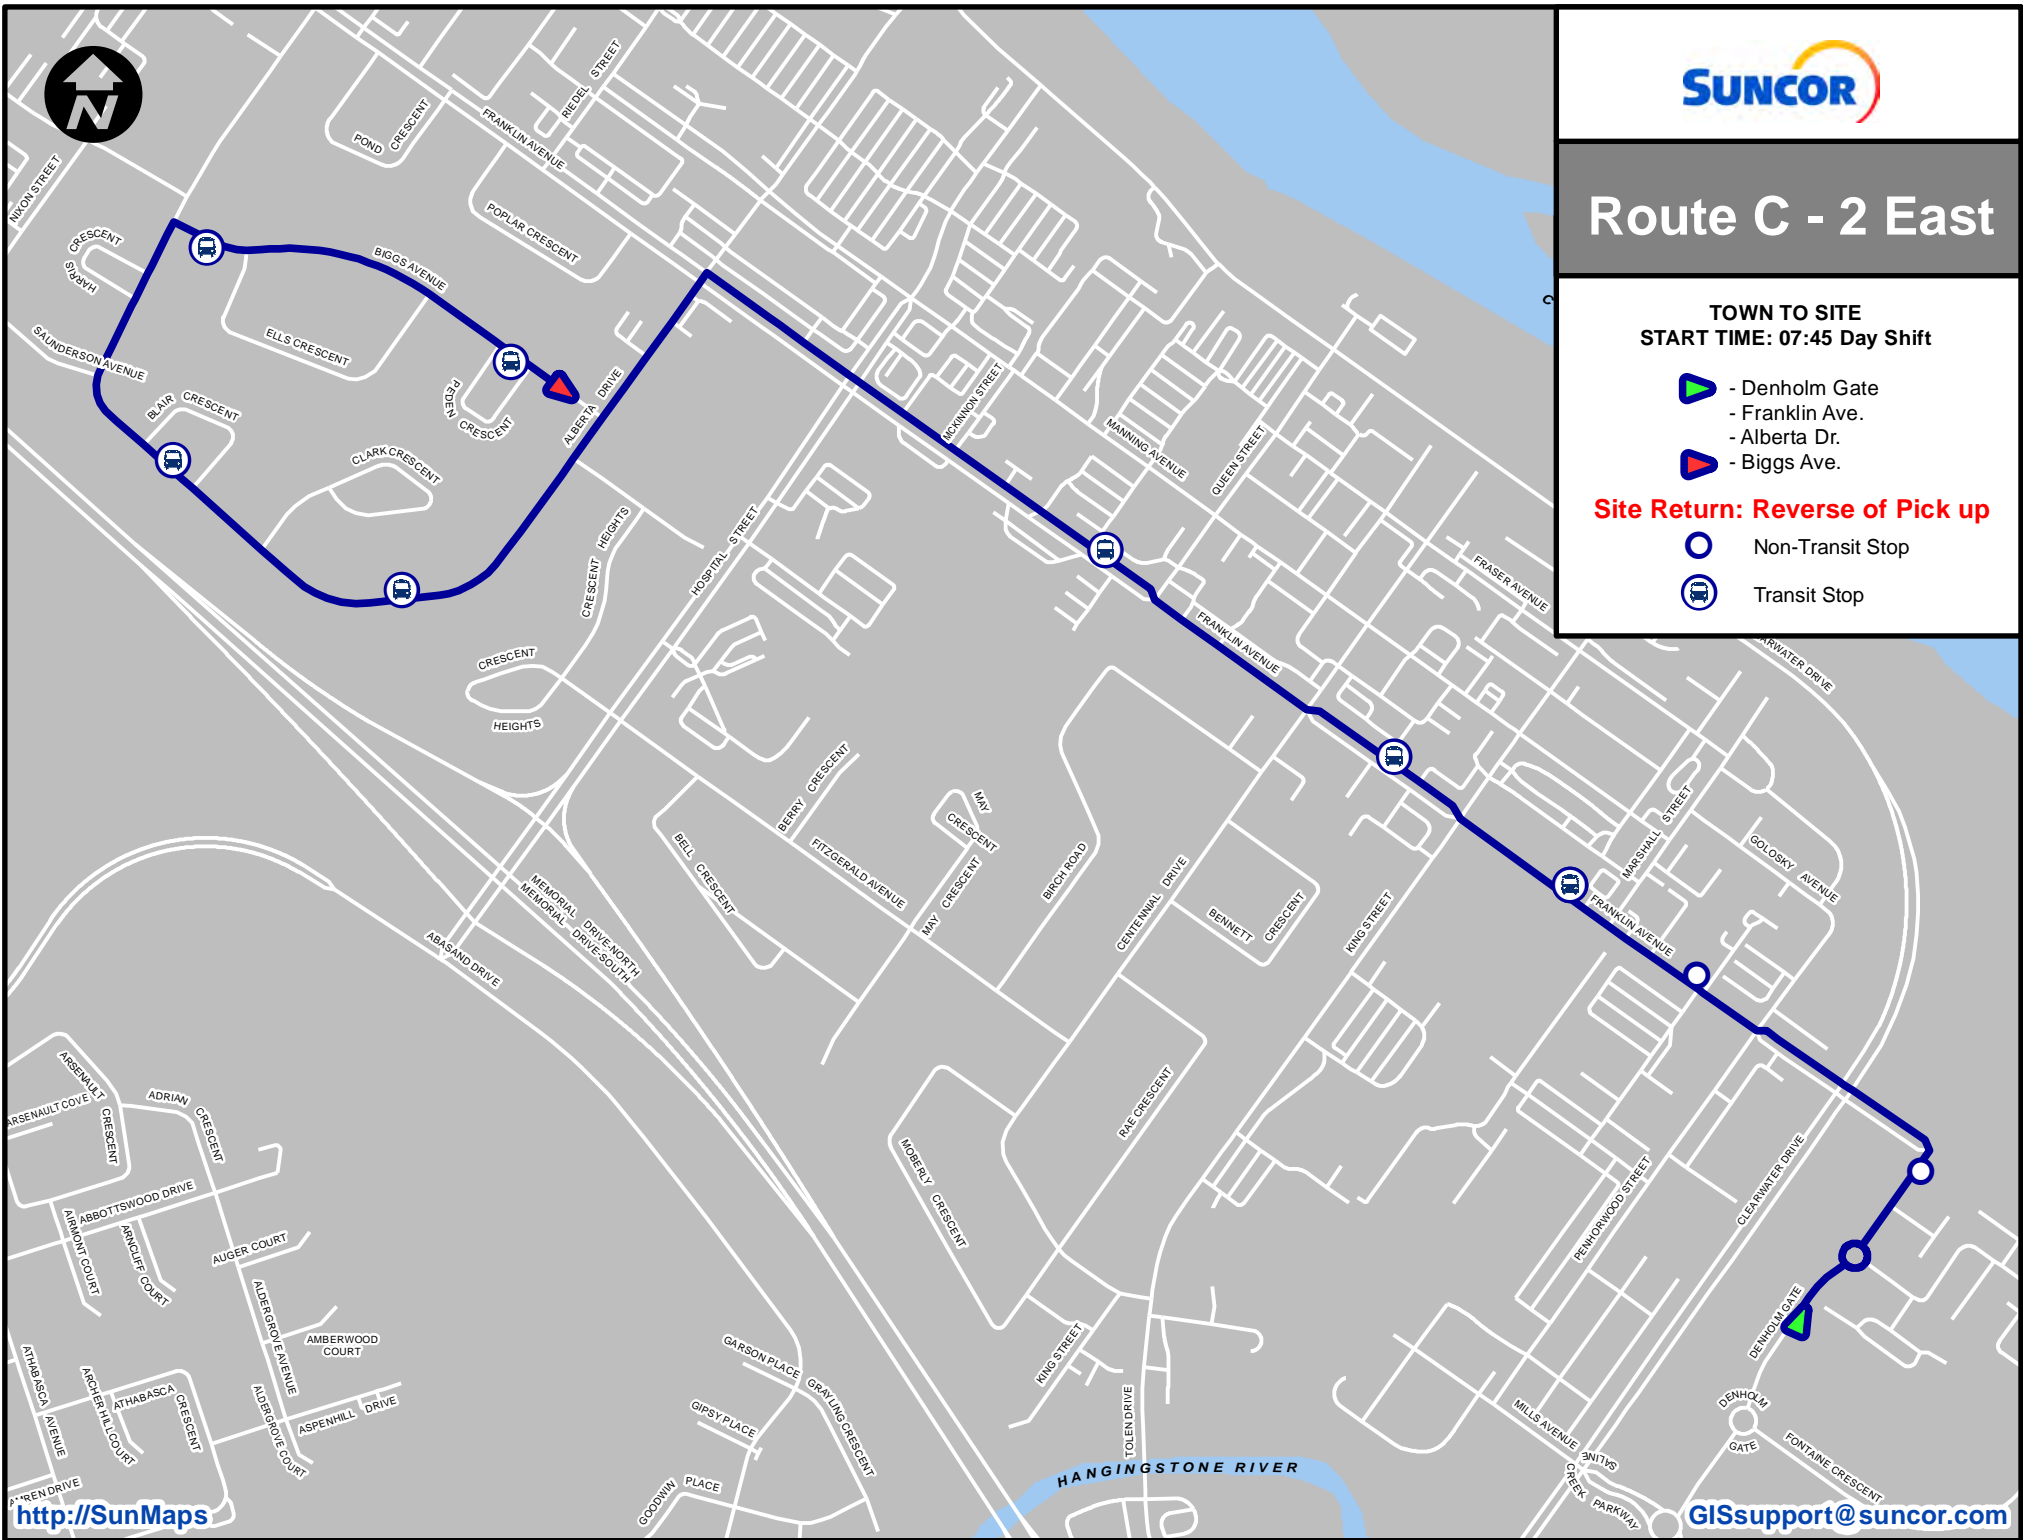 SUNCOR
Route C - 2 East
TOWN TO SITE
START TIME: 07:45 Day Shift
- Denholm Gate
- Franklin Ave.
- Alberta Dr.
- Biggs Ave.
Site Return: Reverse of Pick up
Non-Transit Stop
Transit Stop
N
NIXON STREET
POND CRESCENT
RIEDEL STREET
FRANKLIN AVENUE
POPLAR CRESCENT
HARRIS CRESCENT
BIGGS AVENUE
SAUNDERSON AVENUE
ELLS CRESCENT
BLAIR CRESCENT
PEDEN CRESCENT
ALBERTA DRIVE
CLARK CRESCENT
MCKINNON STREET
MANNING AVENUE
QUEEN STREET
HOSPITAL STREET
CRESCENT HEIGHTS
CRESCENT
HEIGHTS
FRASER AVENUE
FRANKLIN AVENUE
ARWATER DRIVE
C
BERRY CRESCENT
MAY
CRESCENT
BELL CRESCENT
FITZGERALD AVENUE
MAY CRESCENT
BIRCH ROAD
CENTENNIAL DRIVE
BENNETT CRESCENT
KING STREET
MARSHALL STREET
GOLOSKY AVENUE
FRANKLIN AVENUE
MEMORIAL DRIVE-NORTH
MEMORIAL DRIVE-SOUTH
ABASAND DRIVE
ARSENAULT CRESCENT
ARSENAULT COVE
ADRIAN CRESCENT
ABBOTTSWOOD DRIVE
AIRMONT COURT
ARNCLIFF COURT
AUGER COURT
ALDERGROVE AVENUE
AMBERWOOD
COURT
ATHABASCA AVENUE
ARCHER HILL COURT
ATHABASCA CRESCENT
ALDERGROVE COURT
ASPENHILL DRIVE
MREN DRIVE
RAE CRESCENT
MOBERLY CRESCENT
PENHORWOOD STREET
CLEARWATER DRIVE
DENHOLM GATE
KING STREET
TOLEN DRIVE
GARSON PLACE
GRAYLING CRESCENT
GIPSY PLACE
GOODWIN PLACE
HANGINGSTONE RIVER
MILLS AVENUE
SALINE
CREEK PARKWAY
DENHOLM
GATE
FONTAINE CRESCENT
http://SunMaps
GISsupport@suncor.com